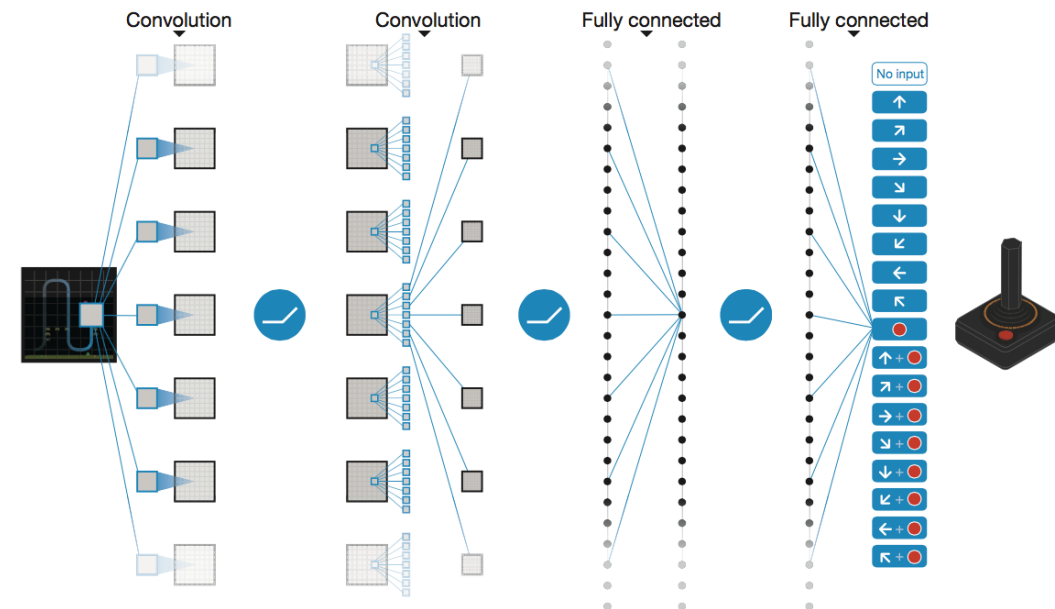 Convolution
Convolution
Fully connected
Fully connected
No input
+
+
+
+
+
+
+
+